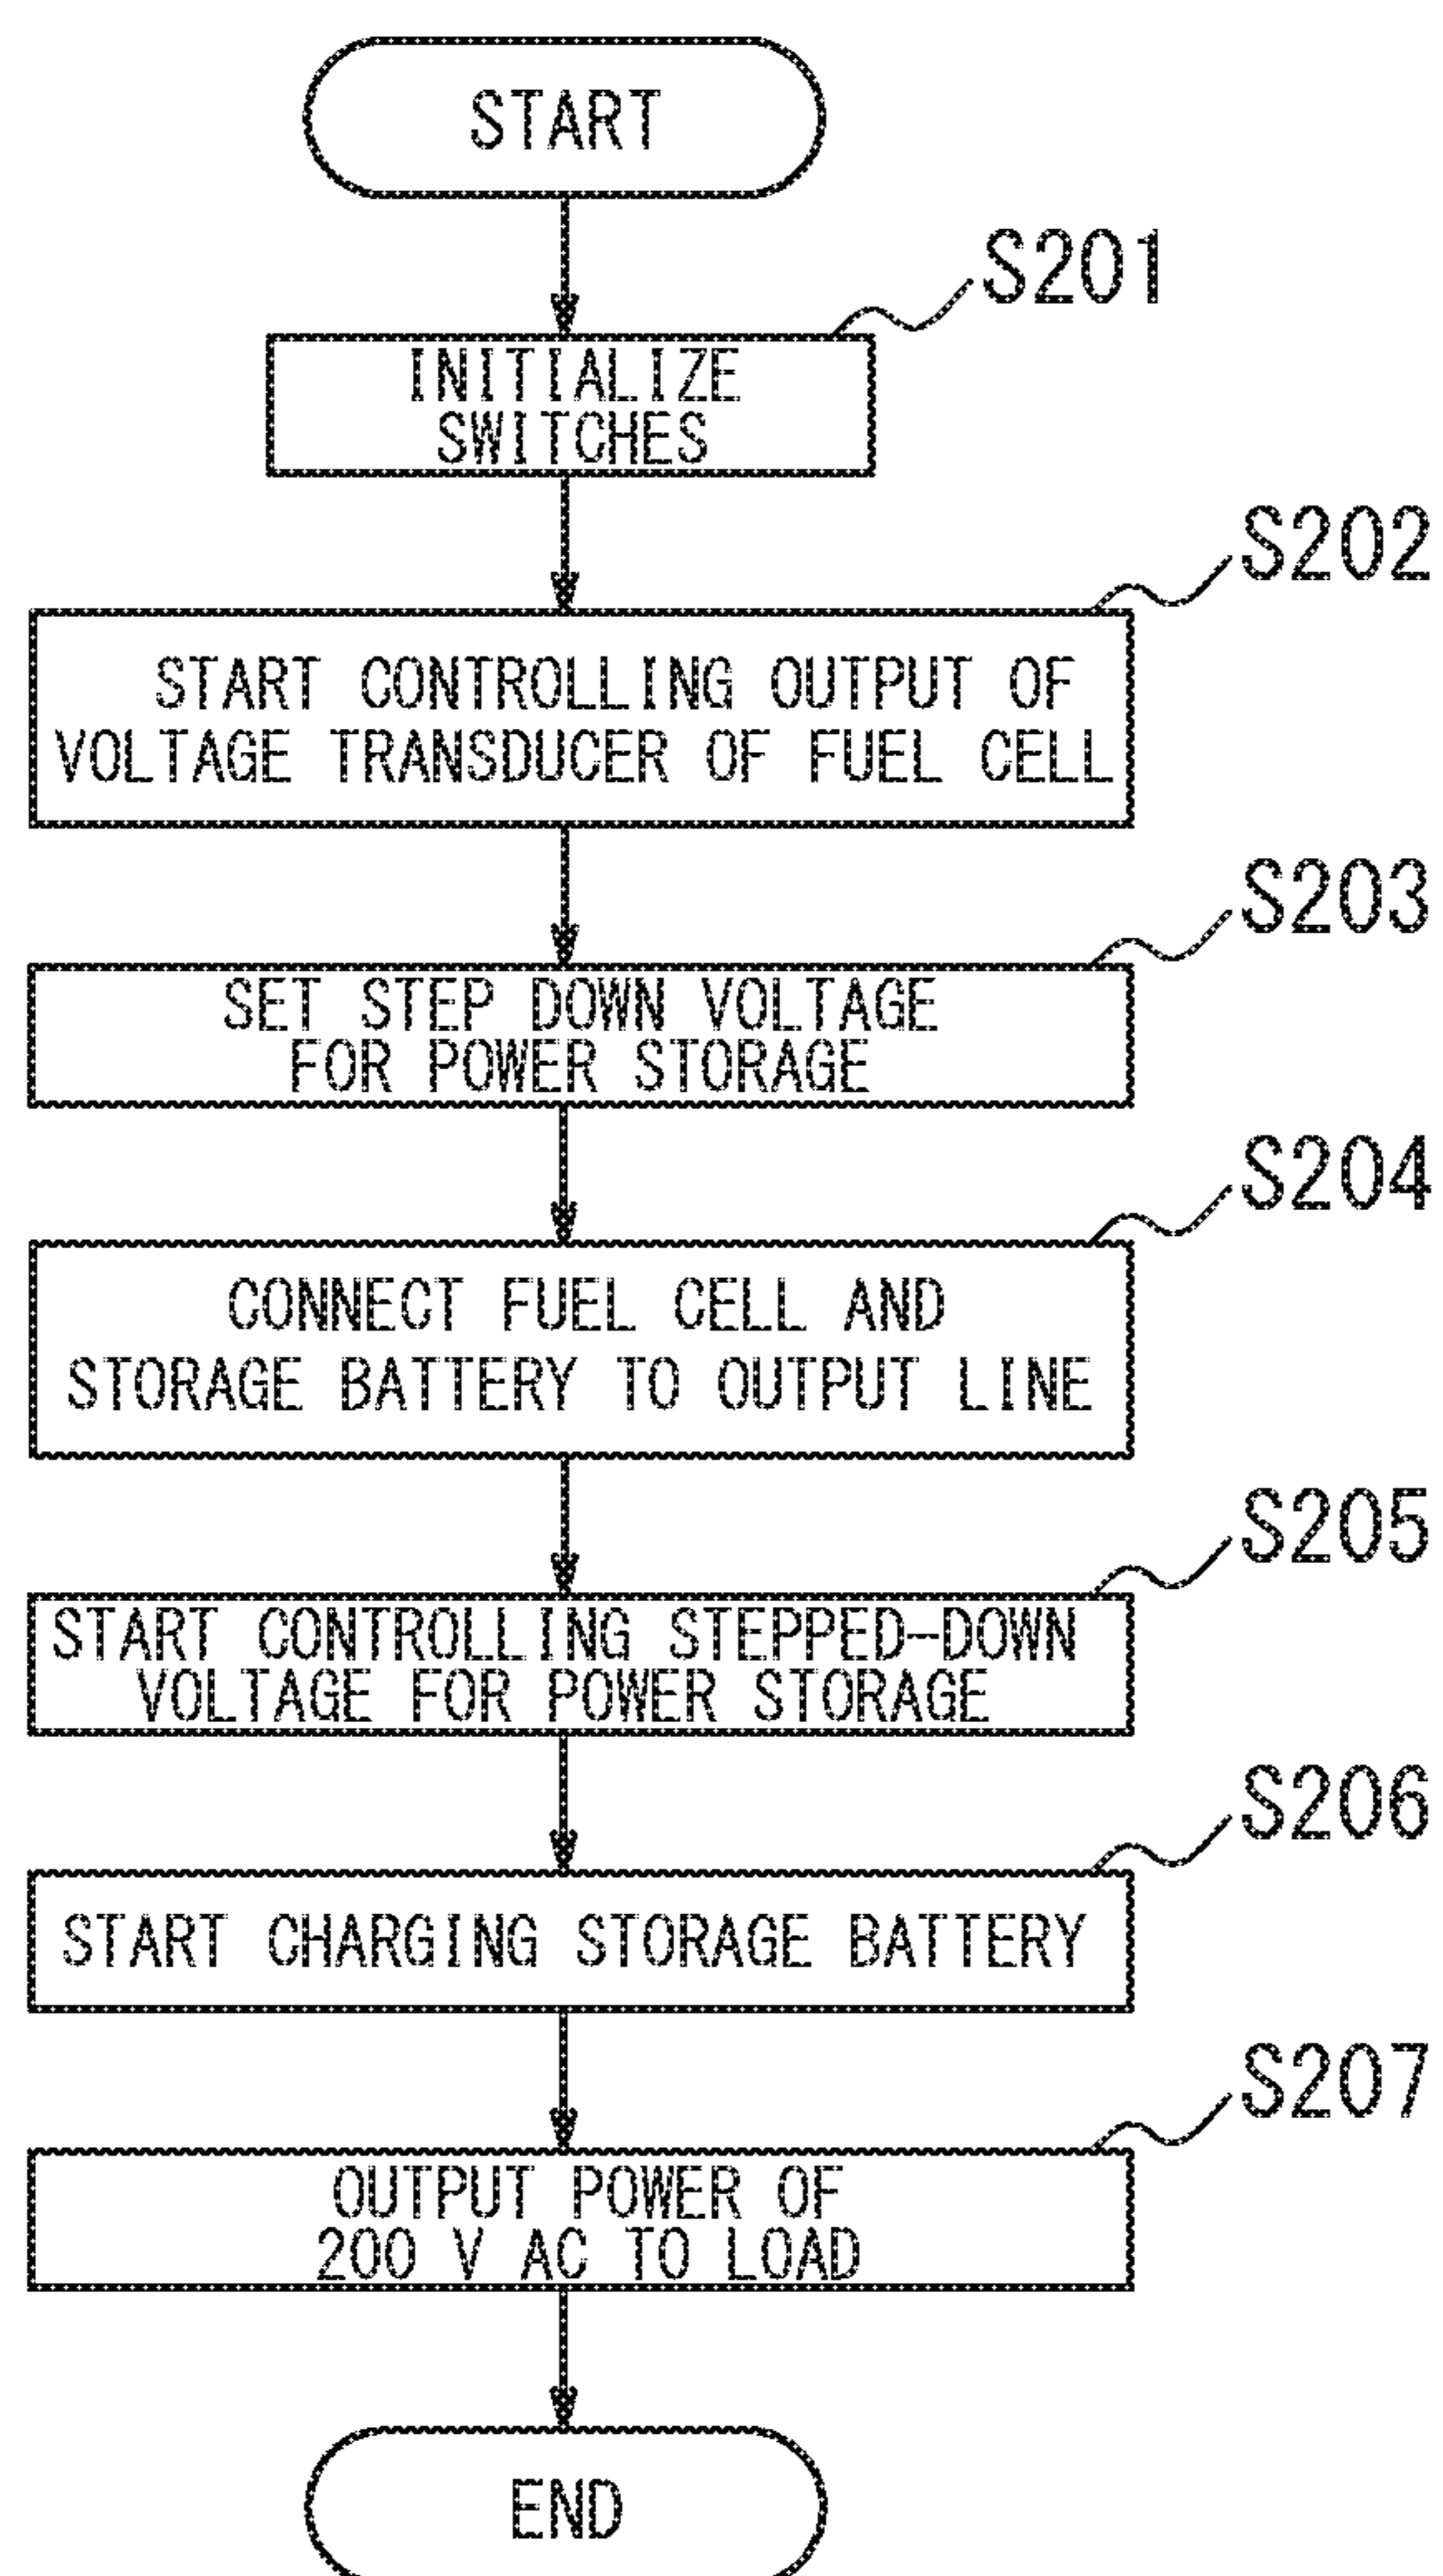 START
S201
INITIALIZE
SWITCHES
S202
START CONTROLLING OUTPUT OF
VOLTAGE TRANSDUCER OF FUEL CELL
S203
SET STEP DOWN VOLTAGE
FOR POWER STORAGE
S204
CONNECT FUEL CELL AND
STORAGE BATTERY TO OUTPUT LINE
S205
START CONTROLLING STEPPED-DOWN
VOLTAGE FOR POWER STORAGE
S206
START CHARGING STORAGE BATTERY
S207
OUTPUT POWER OF
200 V AC TO LOAD
END